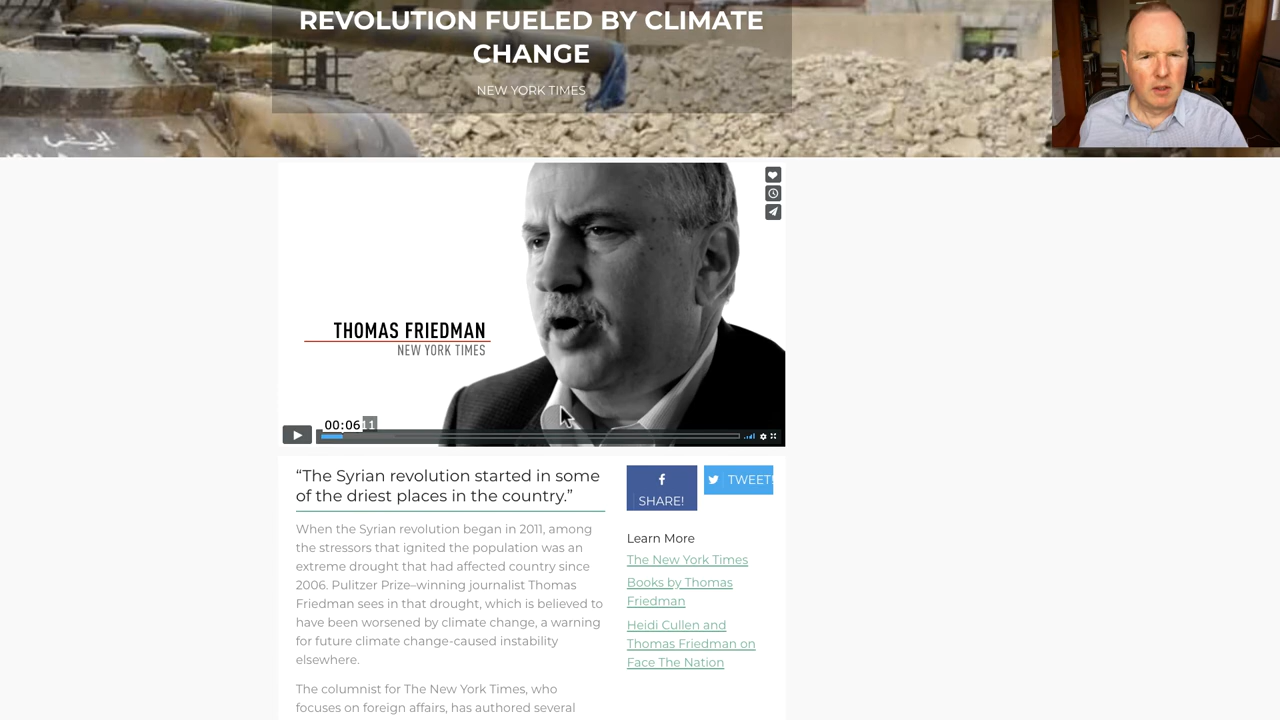 REVOLUTION FUELED BY CLIMATE
CHANGE
NEW YORK TIMES
THOMAS FRIEDMAN
NEW YORK TIMES
00:06
11
“The Syrian revolution started in some
of the driest places in the country.”
When the Syrian revolution began in 2011, among
the stressors that ignited the population was an
extreme drought that had affected country since
2006. Pulitzer Prize–winning journalist Thomas
Friedman sees in that drought, which is believed to
have been worsened by climate change, a warning
for future climate change-caused instability
elsewhere.
The columnist for The New York Times, who
focuses on foreign affairs, has authored several
SHARE!
TWEET!
Learn More
The New York Times
Books by Thomas
Friedman
Heidi Cullen and
Thomas Friedman on
Face The Nation